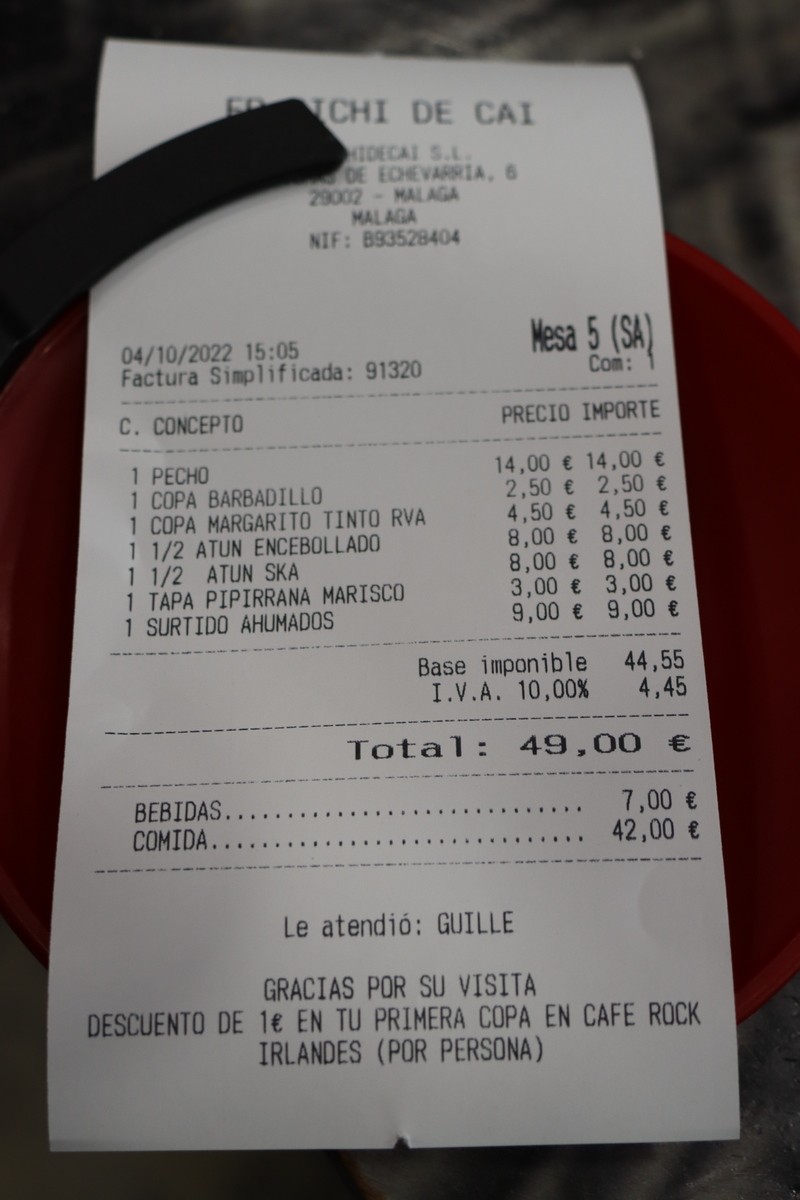 DE CAI
S.L.
DE ECHEVARRIA, 6
29002 - MALAGA
MALAGA
NIF: B93528404
Mesa 5 (SA)
04/10/2022 15:05
Com: 1
Factura Simplificada: 91320
C. CONCEPTO PRECIO IMPORTE
1 PECHO 14,00 € 14,00 €
1 COPA BARBADILLO 2,50 € 2,50 €
1 COPA MARGARITO TINTO RVA 4,50 € 4,50 €
1 1/2 ATUN ENCEBOLLADO 8,00 € 8,00 €
1 1/2 ATUN SKA 8,00 € 8,00 €
1 TAPA PIPIRRANA MARISCO 3,00 € 3,00 €
1 SURTIDO AHUMADOS 9,00 € 9,00 €
Base imponible 44,55
I.V.A. 10,00% 4,45
Total: 49,00 €
BEBIDAS.............................. 7,00 €
COMIDA............................... 42,00 €
Le atendió: GUILLE
GRACIAS POR SU VISITA
DESCUENTO DE 1€ EN TU PRIMERA COPA EN CAFE ROCK
IRLANDES (POR PERSONA)